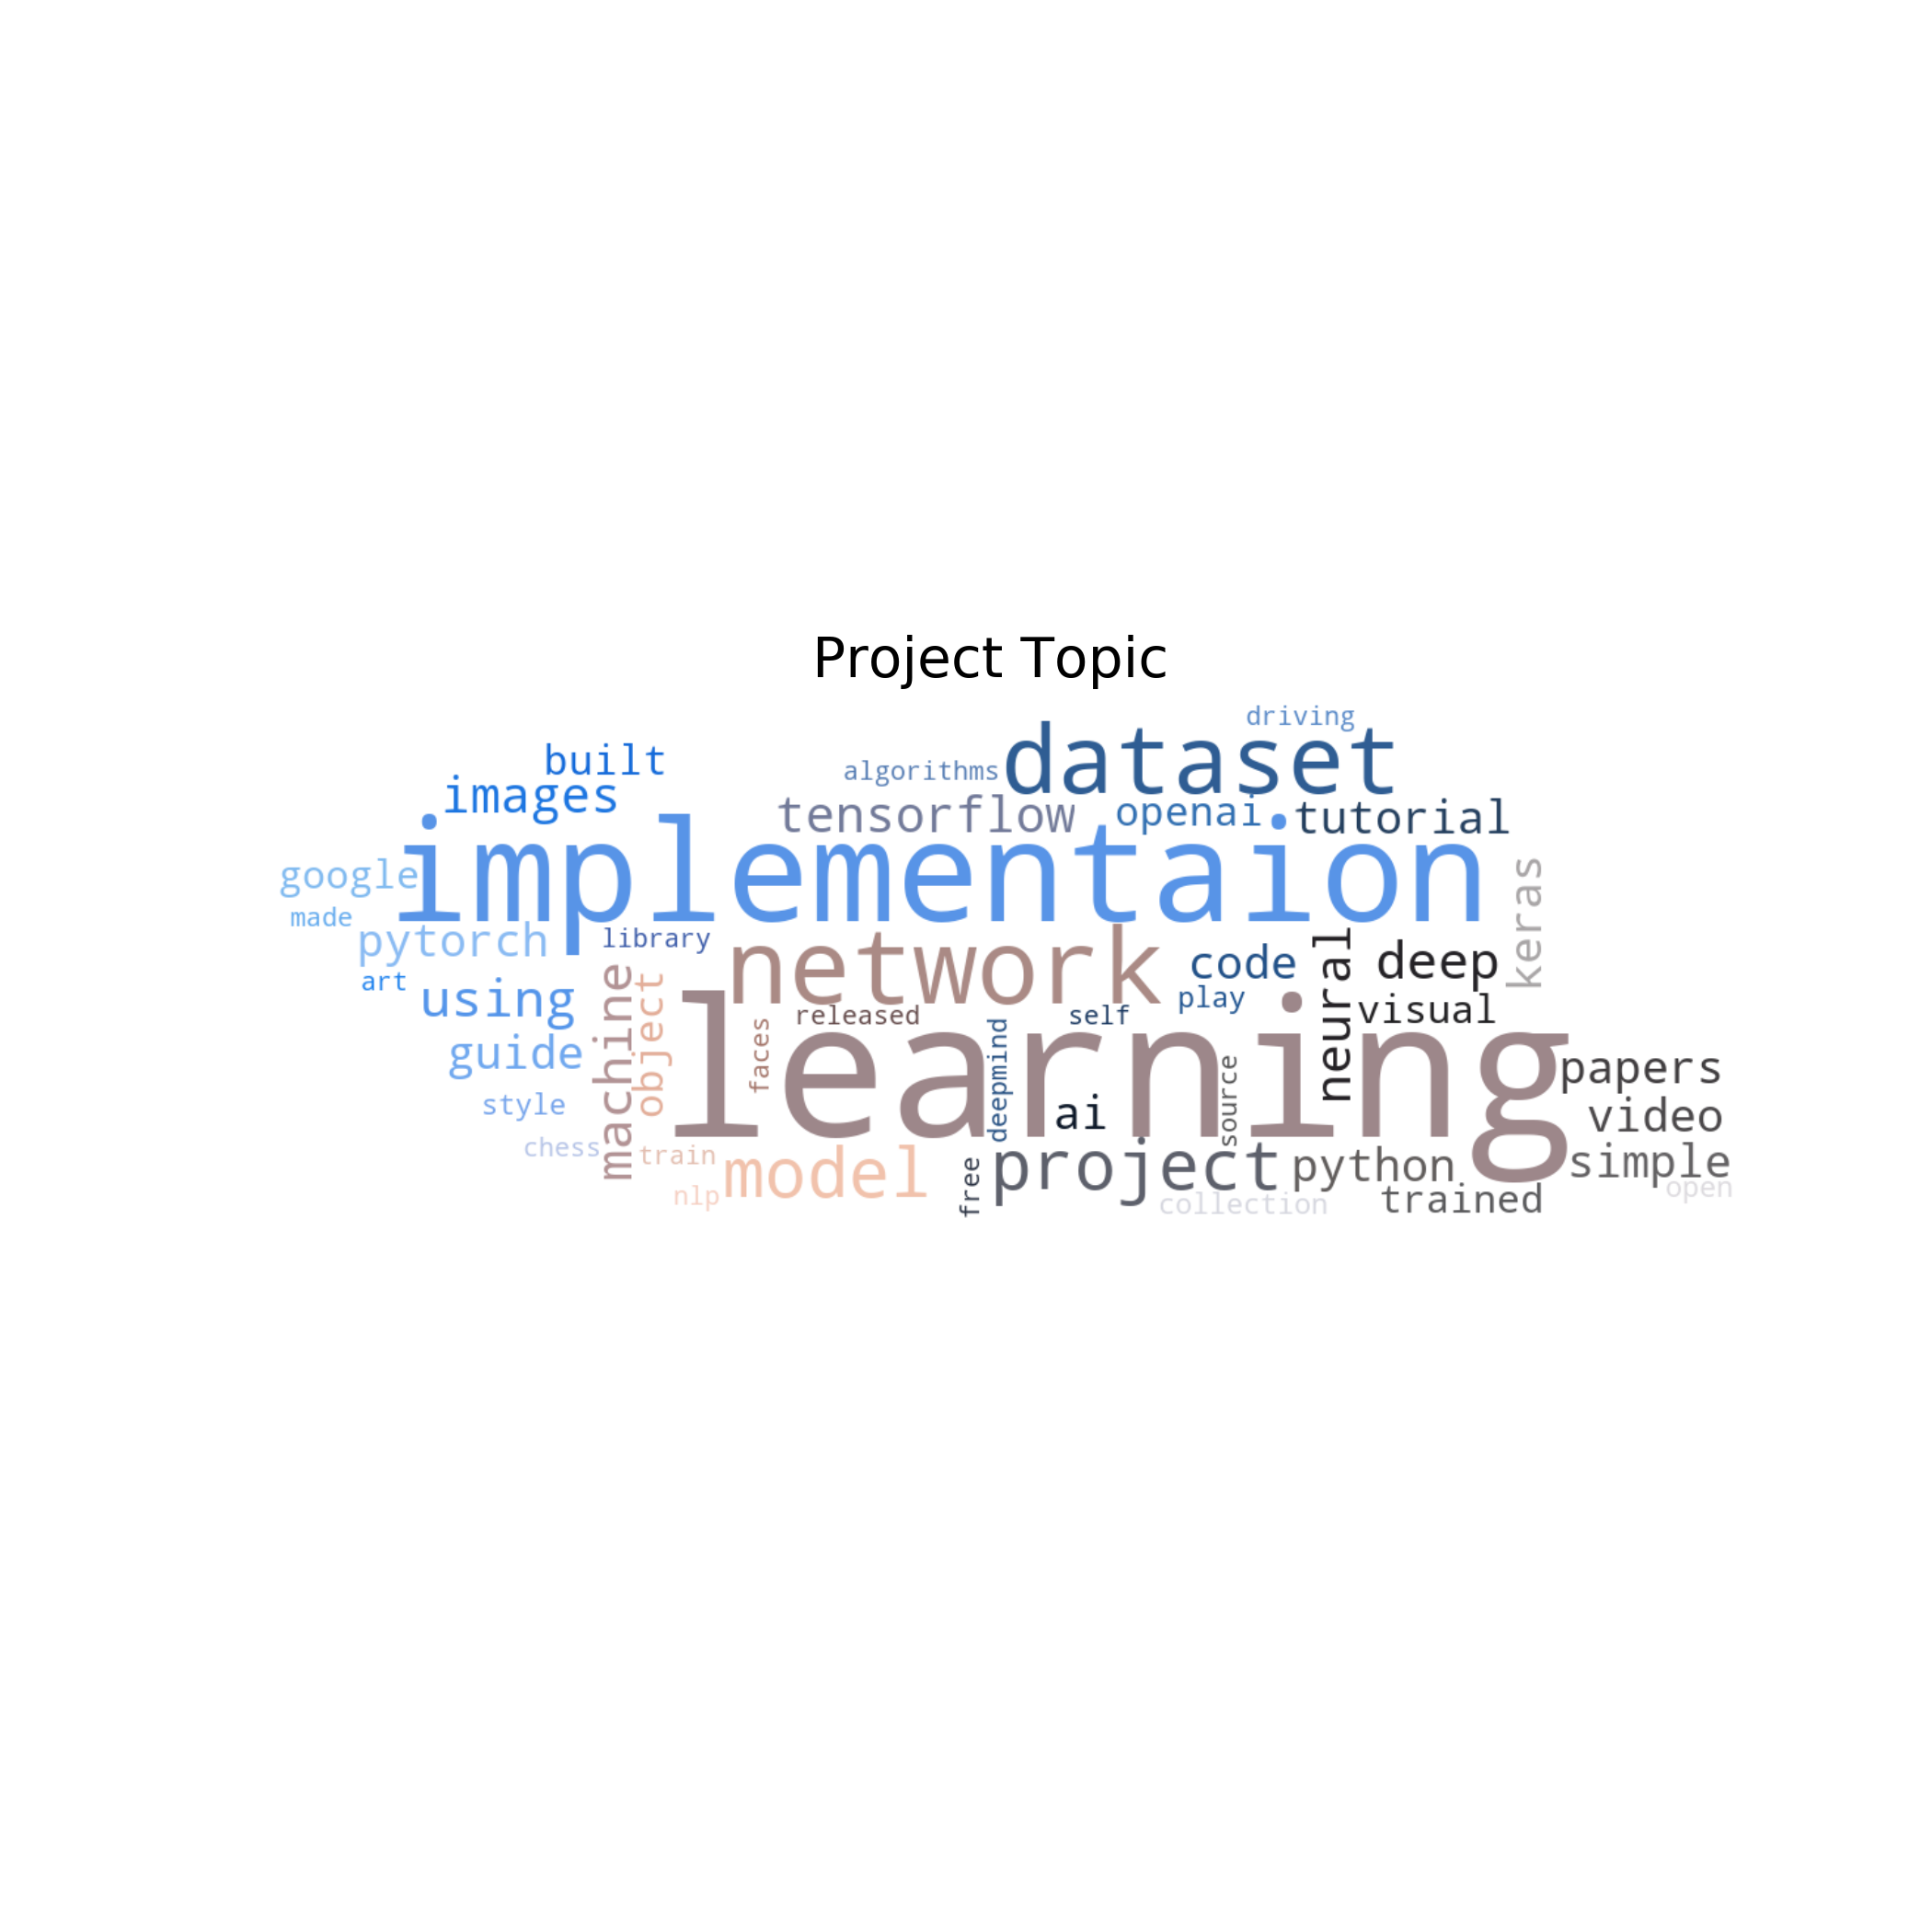 Project Topic
driving
dataset
built
algorithms
images
tensorflow
openai
tutorial
implementaion
google
keras
made
pytorch
library
network
code
neural
deep
art
using
machine
object
play
visual
released
self
faces
deepmind
learning
guide
source
papers
ai
style
video
chess
train
model
free
project
python
simple
nlp
collection
trained
open